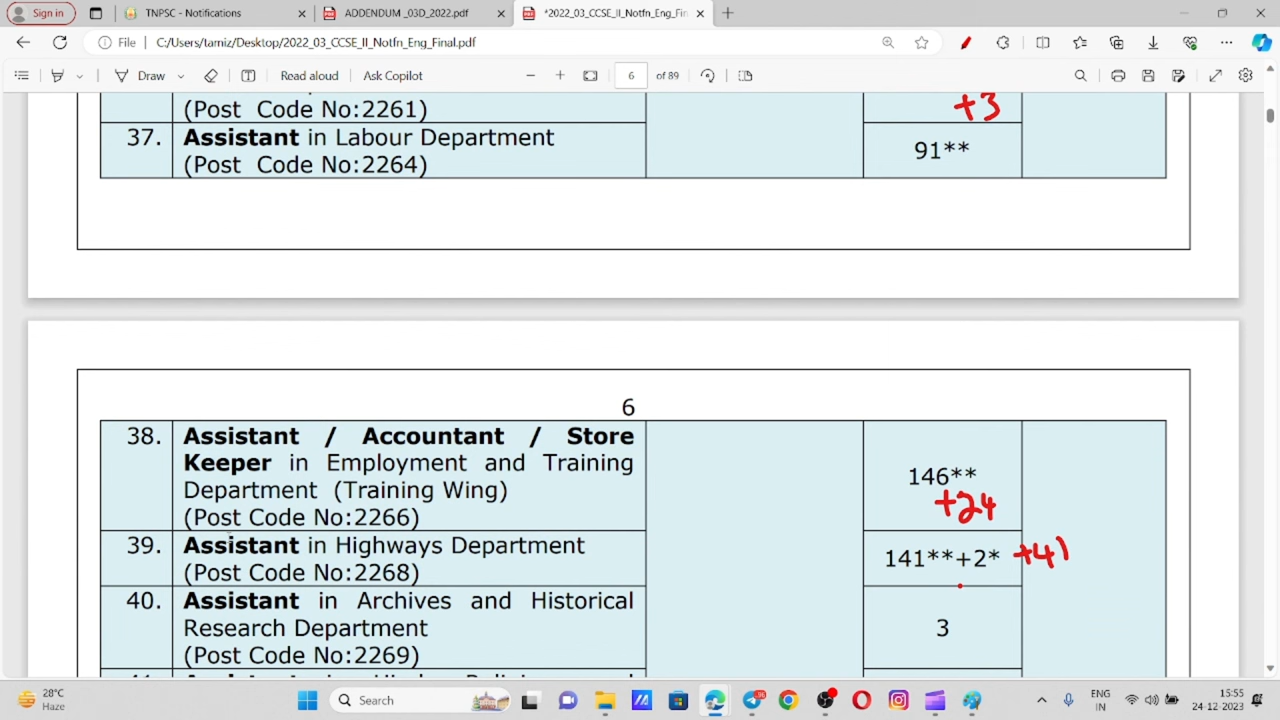 Sign in
TNPSC - Notifications
ADDENDUM _03D_2022.pdf
*2022_03_CCSE_II_Notfn_Eng_Fin
File C:/Users/tamiz/Desktop/2022_03_CCSE_II_Notfn_Eng_Final.pdf
Draw
Read aloud
Ask Copilot
6 of 89
(Post Code No:2261)
+3
37. Assistant in Labour Department
(Post Code No:2264)
91**
6
38. Assistant / Accountant / Store
Keeper in Employment and Training
Department (Training Wing)
(Post Code No:2266)
146**
+24
39. Assistant in Highways Department
(Post Code No:2268)
141**+2* +41
40. Assistant in Archives and Historical
Research Department
(Post Code No:2269)
3
28°C
Haze
Search
36
ENG
IN
15:55
24-12-2023